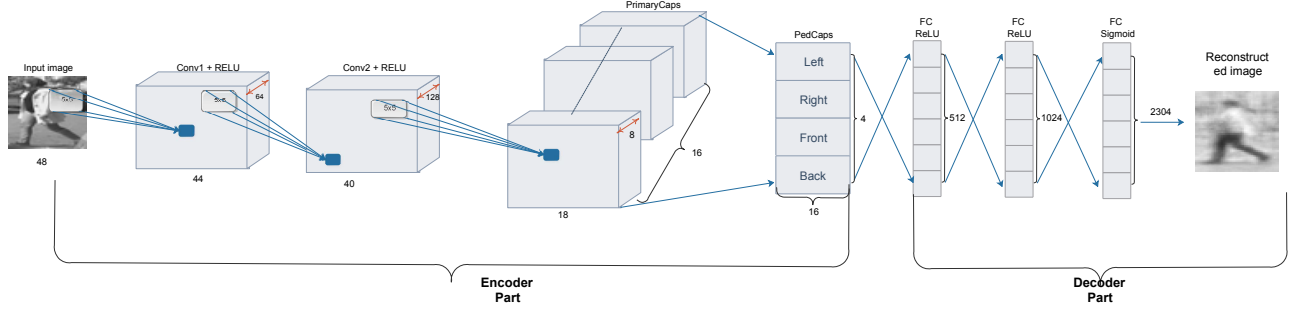 Input image
5x5
48
Conv1 + RELU
64
5x5
44
Conv2 + RELU
128
5x5
40
PrimaryCaps
8
16
18
PedCaps
Left
Right
Front
Back
4
16
FC
ReLU
512
FC
ReLU
1024
FC
Sigmoid
2304
Reconstruct
ed image
Encoder
Part
Decoder
Part